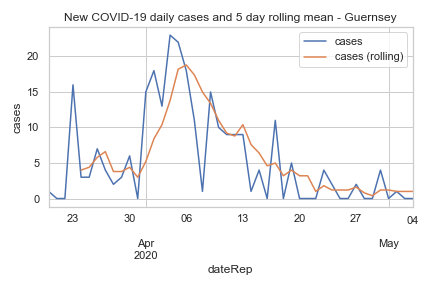 New COVID-19 daily cases and 5 day rolling mean - Guernsey
cases
cases (rolling)
cases
20
15
10
5
0
23
30
06
13
20
27
04
Apr
May
2020
dateRep